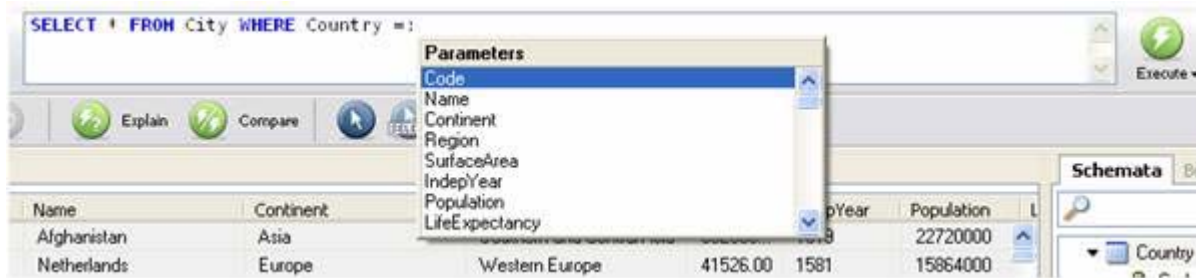 SELECT * FROM City WHERE Country =:
Parameters
Code
Name
Continent
Region
SurfaceArea
IndepYear
Population
LifeExpectancy
Execute
Explain
Compare
Schemata
Name Continent pYear Population L
Afghanistan Asia 22720000
Netherlands Europe Western Europe 41526.00 1581 15864000
Country